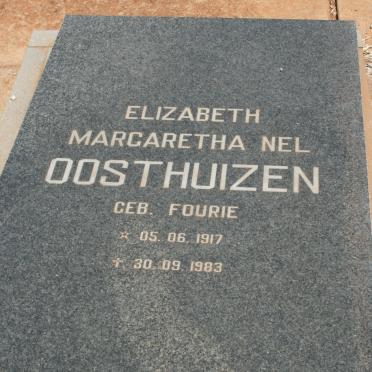 ELIZABETH
MARGARETHA NEL
OOSTHUIZEN
GEB. FOURIE
☆ 05. 06. 1917
✝ 30. 09. 1983